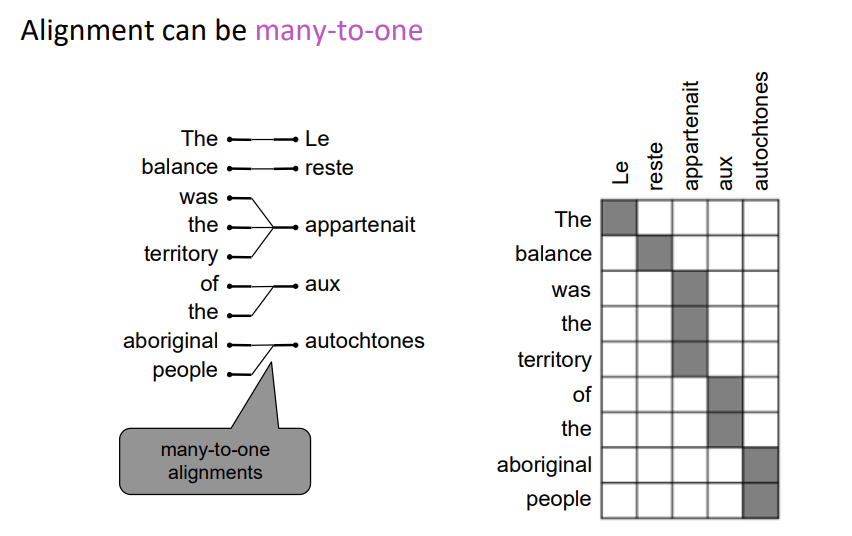 Alignment can be many-to-one
The Le
balance reste
was
the appartenait
territory
of aux
the
aboriginal autochtones
people
many-to-one
alignments
Le reste appartenait aux autochtones
The
balance
was
the
territory
of
the
aboriginal
people